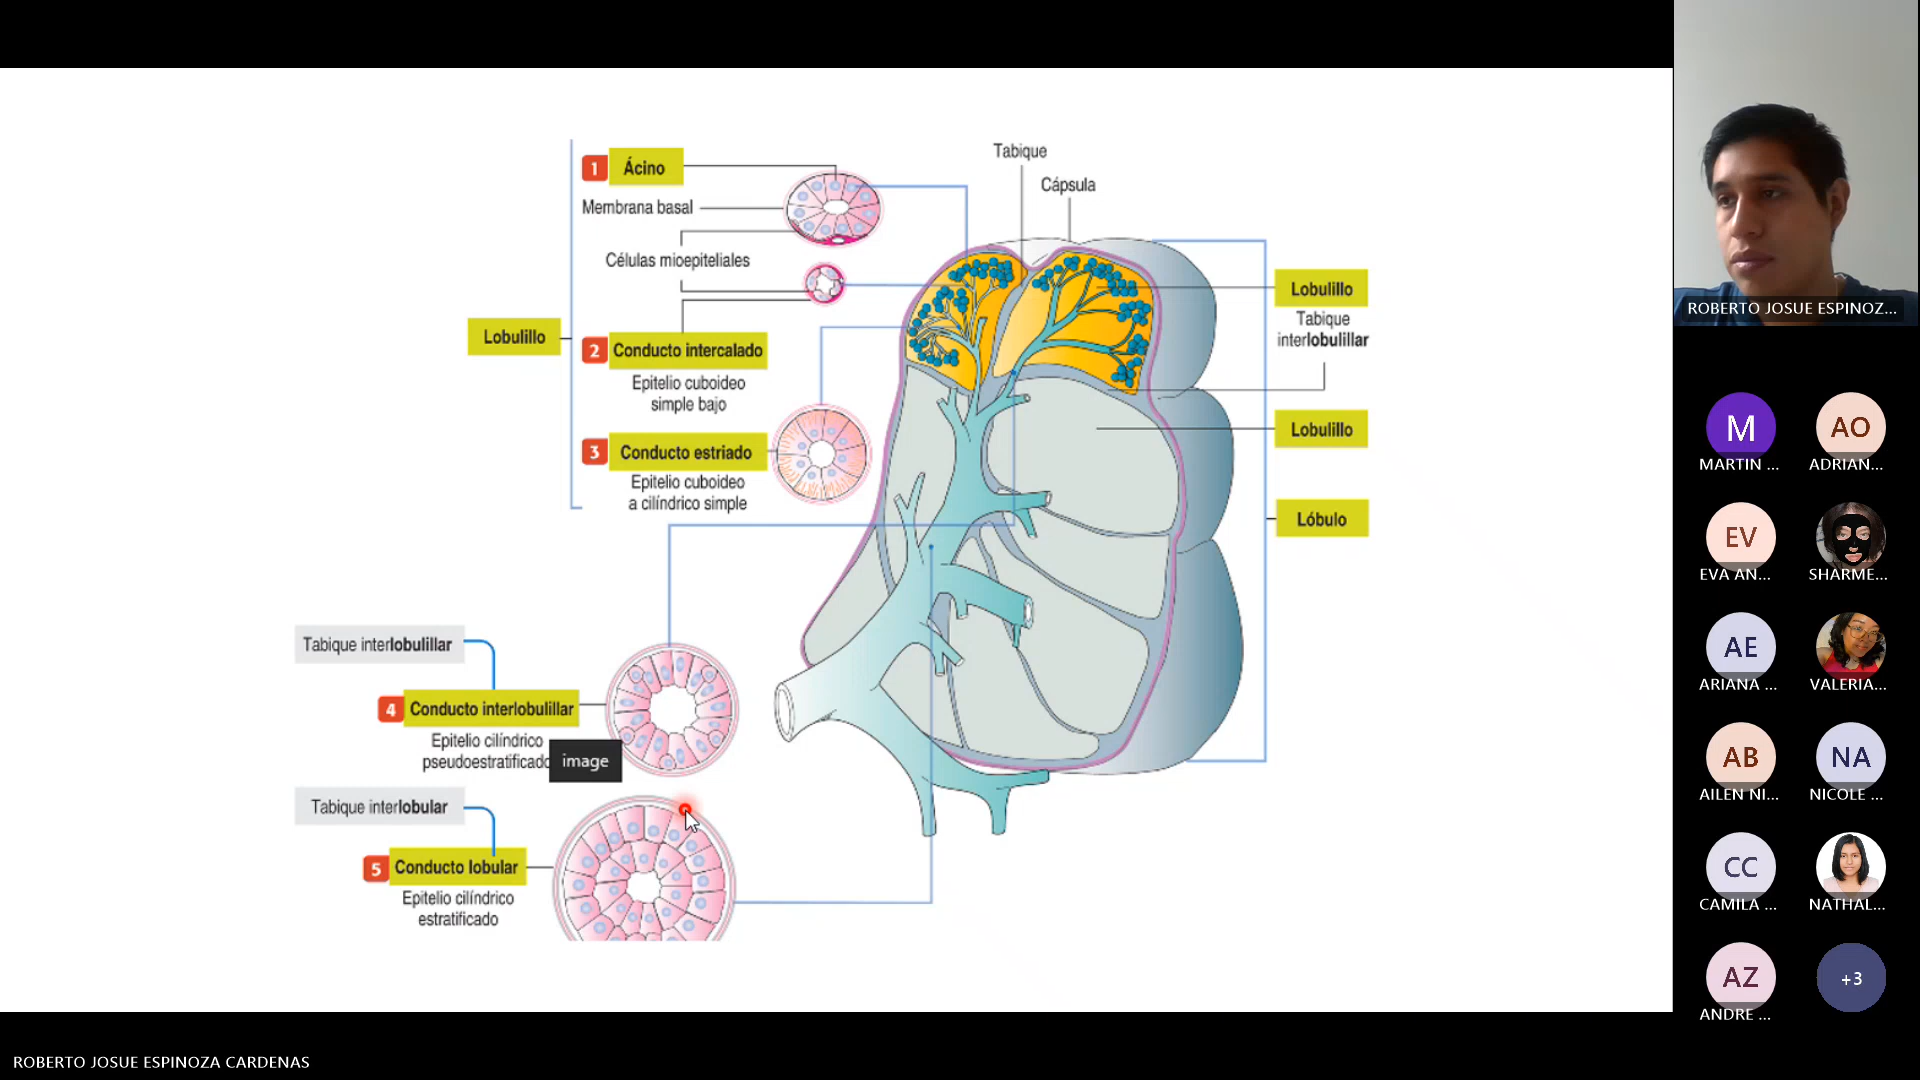 Tabique
Cápsula
1 Ácino
Membrana basal
Células mioepiteliales
Lobulillo
2 Conducto intercalado
Epitelio cuboideo
simple bajo
3 Conducto estriado
Epitelio cuboideo
a cilíndrico simple
Lobulillo
Tabique
interlobulillar
Lobulillo
Lóbulo
Tabique interlobulillar
4 Conducto interlobulillar
Epitelio cilíndrico
pseudoestratificado
image
Tabique interlobular
5 Conducto lobular
Epitelio cilíndrico
estratificado
ROBERTO JOSUE ESPINOZ...
M AO
MARTIN ... ADRIAN...
EV
EVA AN... SHARME...
AE
ARIANA ... VALERIA...
AB NA
AILEN NI... NICOLE ...
CC
CAMILA ... NATHAL...
AZ +3
ANDRE ...
ROBERTO JOSUE ESPINOZA CARDENAS